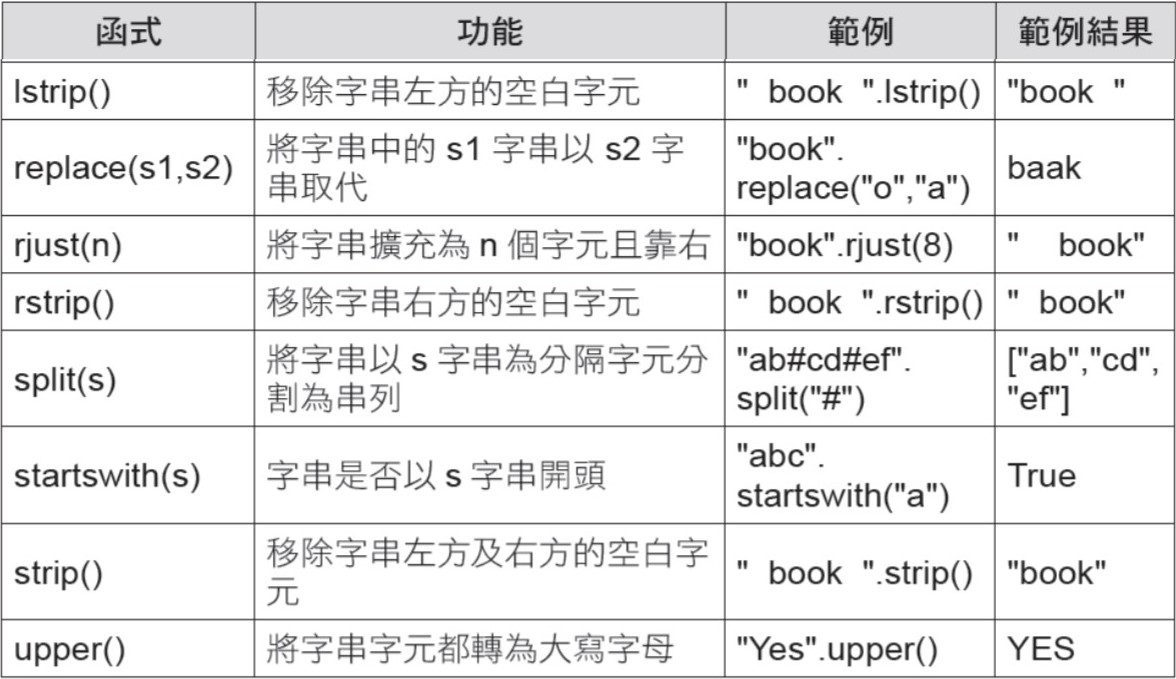 函式 功能 範例 範例結果
lstrip() 移除字串左方的空白字元 "  book  ".lstrip() "book  "
replace(s1,s2) 將字串中的 s1 字串以 s2 字
串取代 "book".
replace("o","a") baak
rjust(n) 將字串擴充為 n 個字元且靠右 "book".rjust(8) "    book"
rstrip() 移除字串右方的空白字元 "  book  ".rstrip() "  book"
split(s) 將字串以 s 字串為分隔字元分
割為串列 "ab#cd#ef".
split("#") ["ab","cd",
"ef"]
startswith(s) 字串是否以 s 字串開頭 "abc".
startswith("a") True
strip() 移除字串左方及右方的空白字
元 "  book  ".strip() "book"
upper() 將字串字元都轉為大寫字母 "Yes".upper() YES